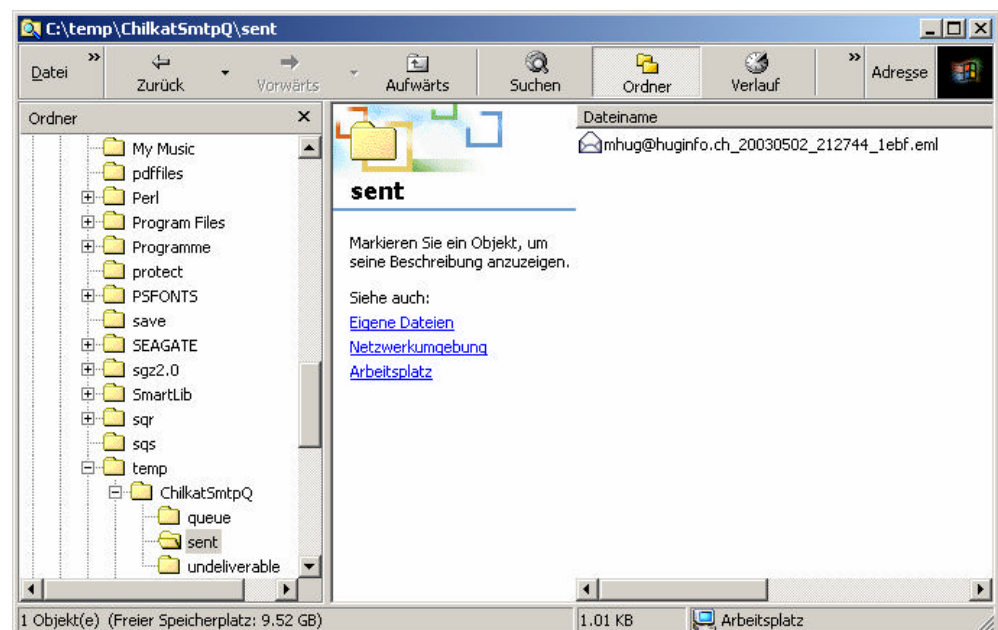 C:\temp\ChilkatSmtpQ\sent
Datei » Zurück Vorwärts Aufwärts Suchen Ordner Verlauf » Adresse
Ordner
My Music
pdffiles
Perl
Program Files
Programme
protect
PSFONTS
save
SEAGATE
sgz2.0
SmartLib
sqr
sqs
temp
ChilkatSmtpQ
queue
sent
undeliverable
sent
Markieren Sie ein Objekt, um
seine Beschreibung anzuzeigen.
Siehe auch:
Eigene Dateien
Netzwerkumgebung
Arbeitsplatz
Dateiname
mhug@huginfo.ch_20030502_212744_1ebf.eml
1 Objekt(e) (Freier Speicherplatz: 9.52 GB) 1.01 KB Arbeitsplatz